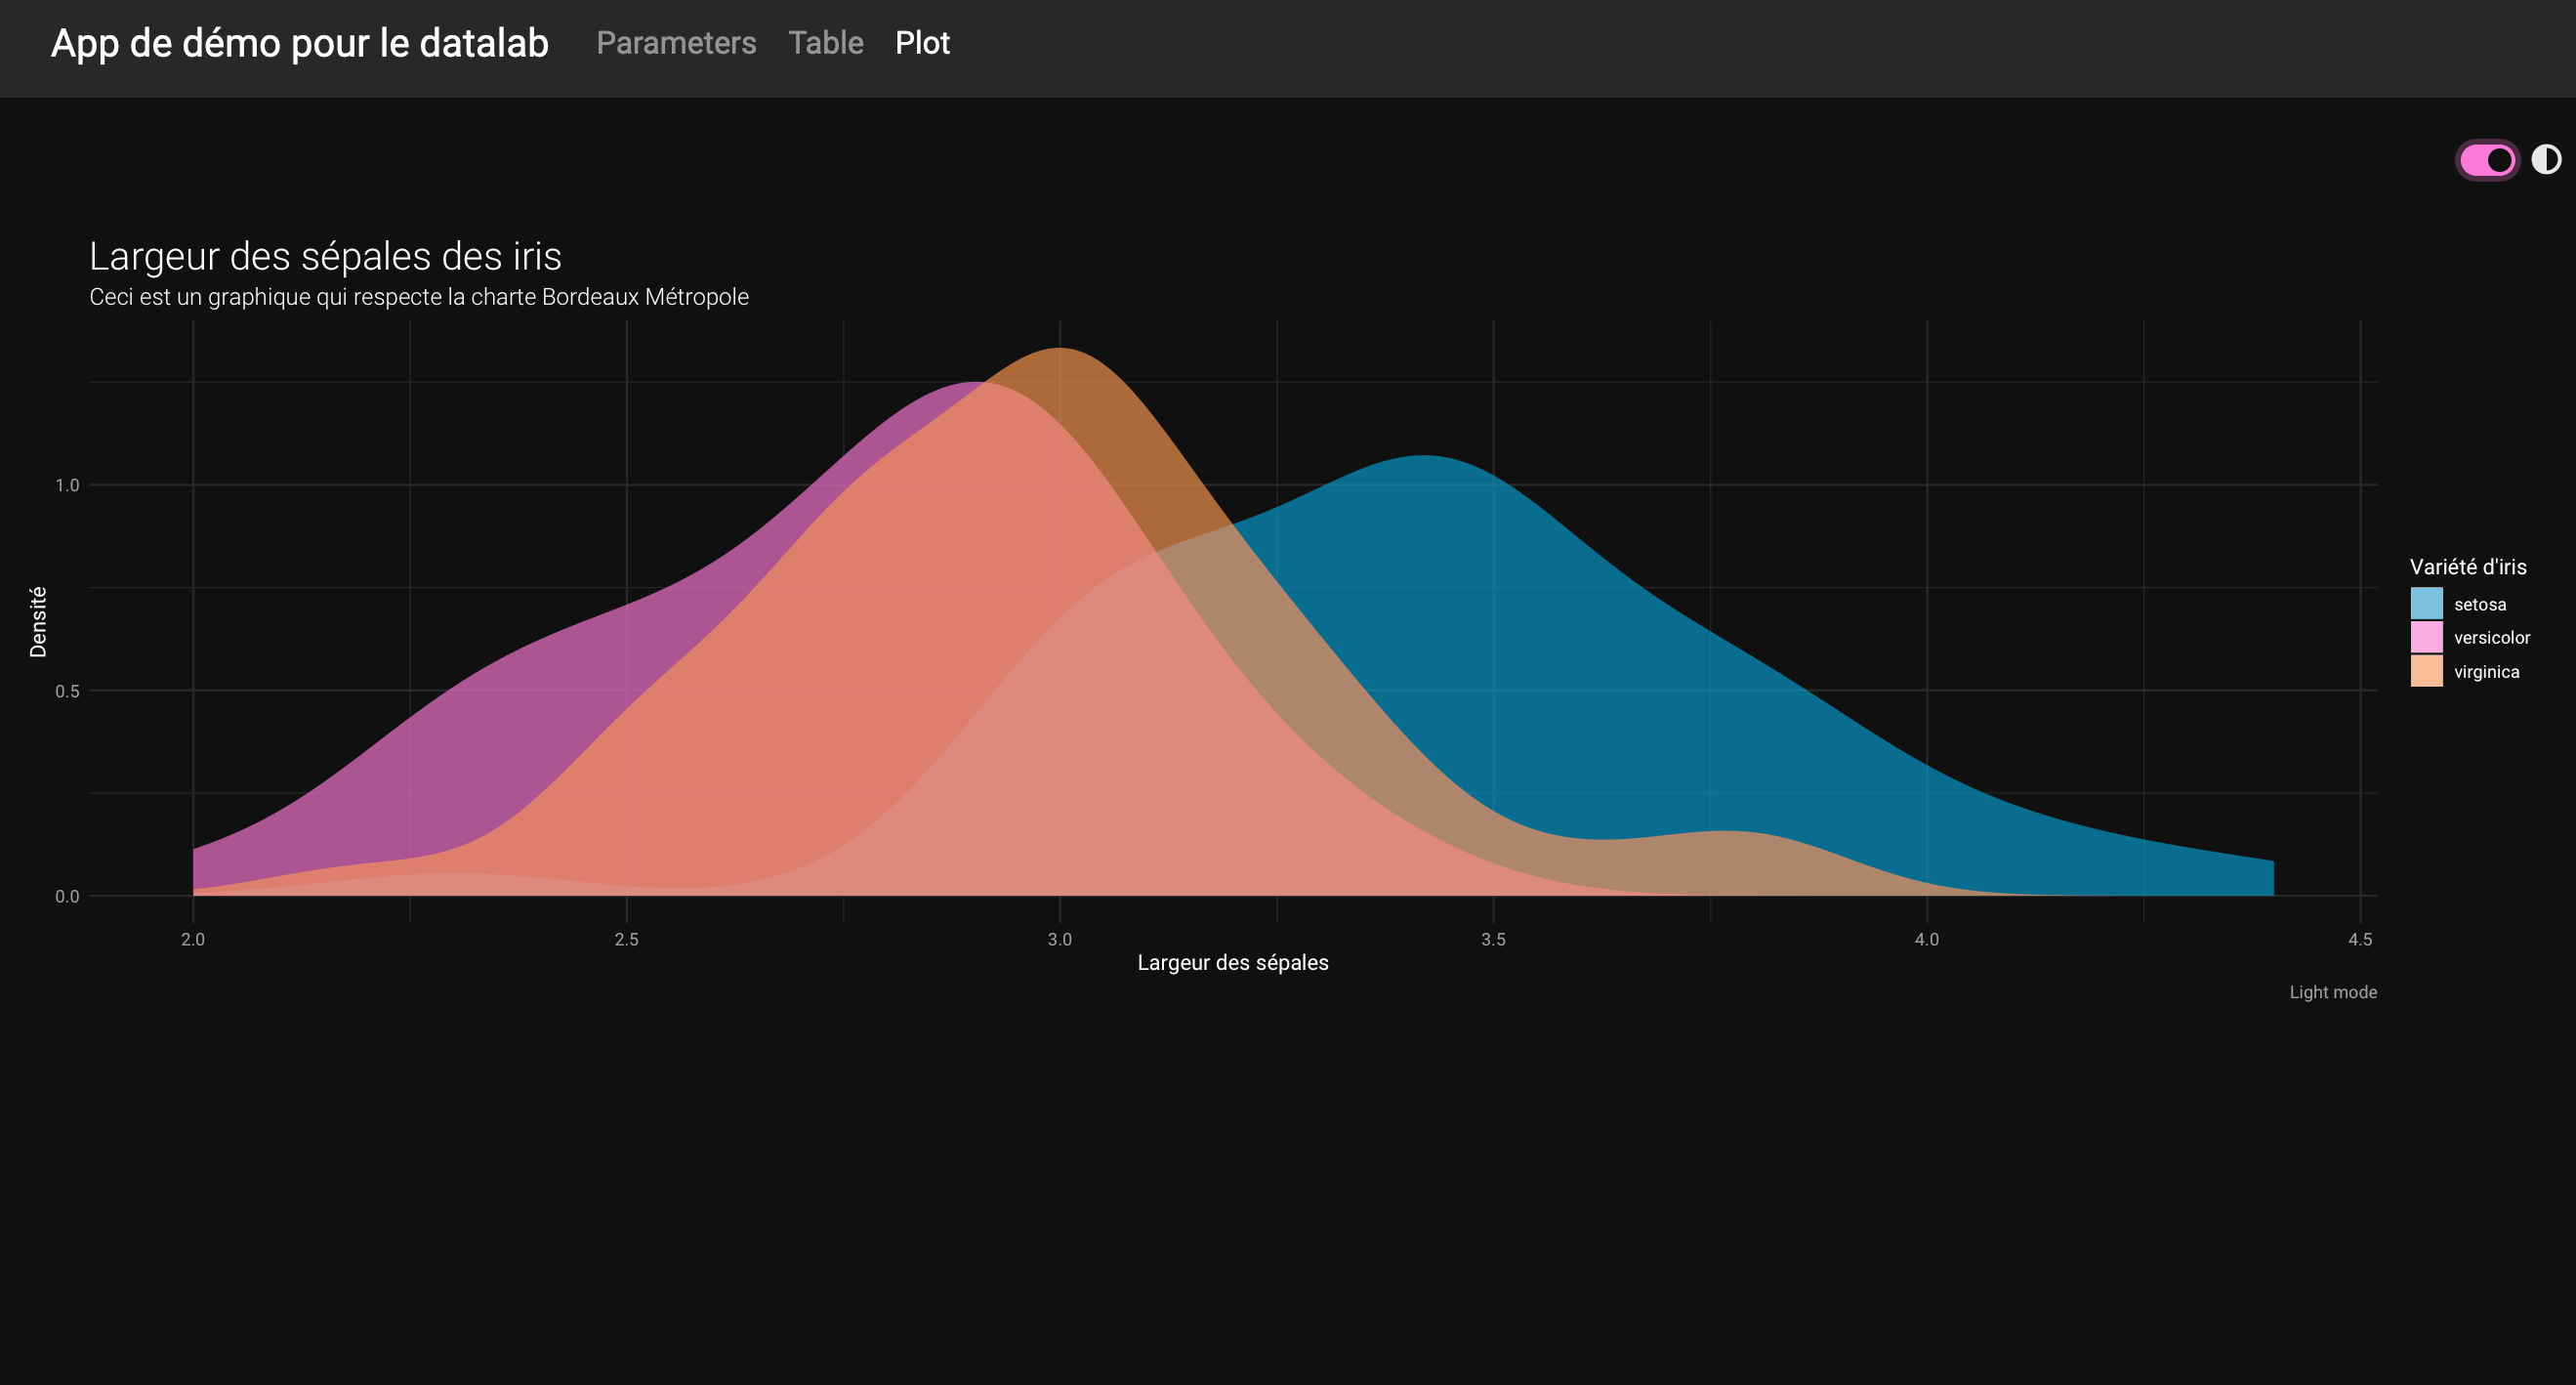 App de démo pour le datalab Parameters Table Plot
Largeur des sépales des iris
Ceci est un graphique qui respecte la charte Bordeaux Métropole
1.0
0.5
0.0
Densité
2.0 2.5 3.0 3.5 4.0 4.5
Largeur des sépales
Variété d'iris
setosa
versicolor
virginica
Light mode